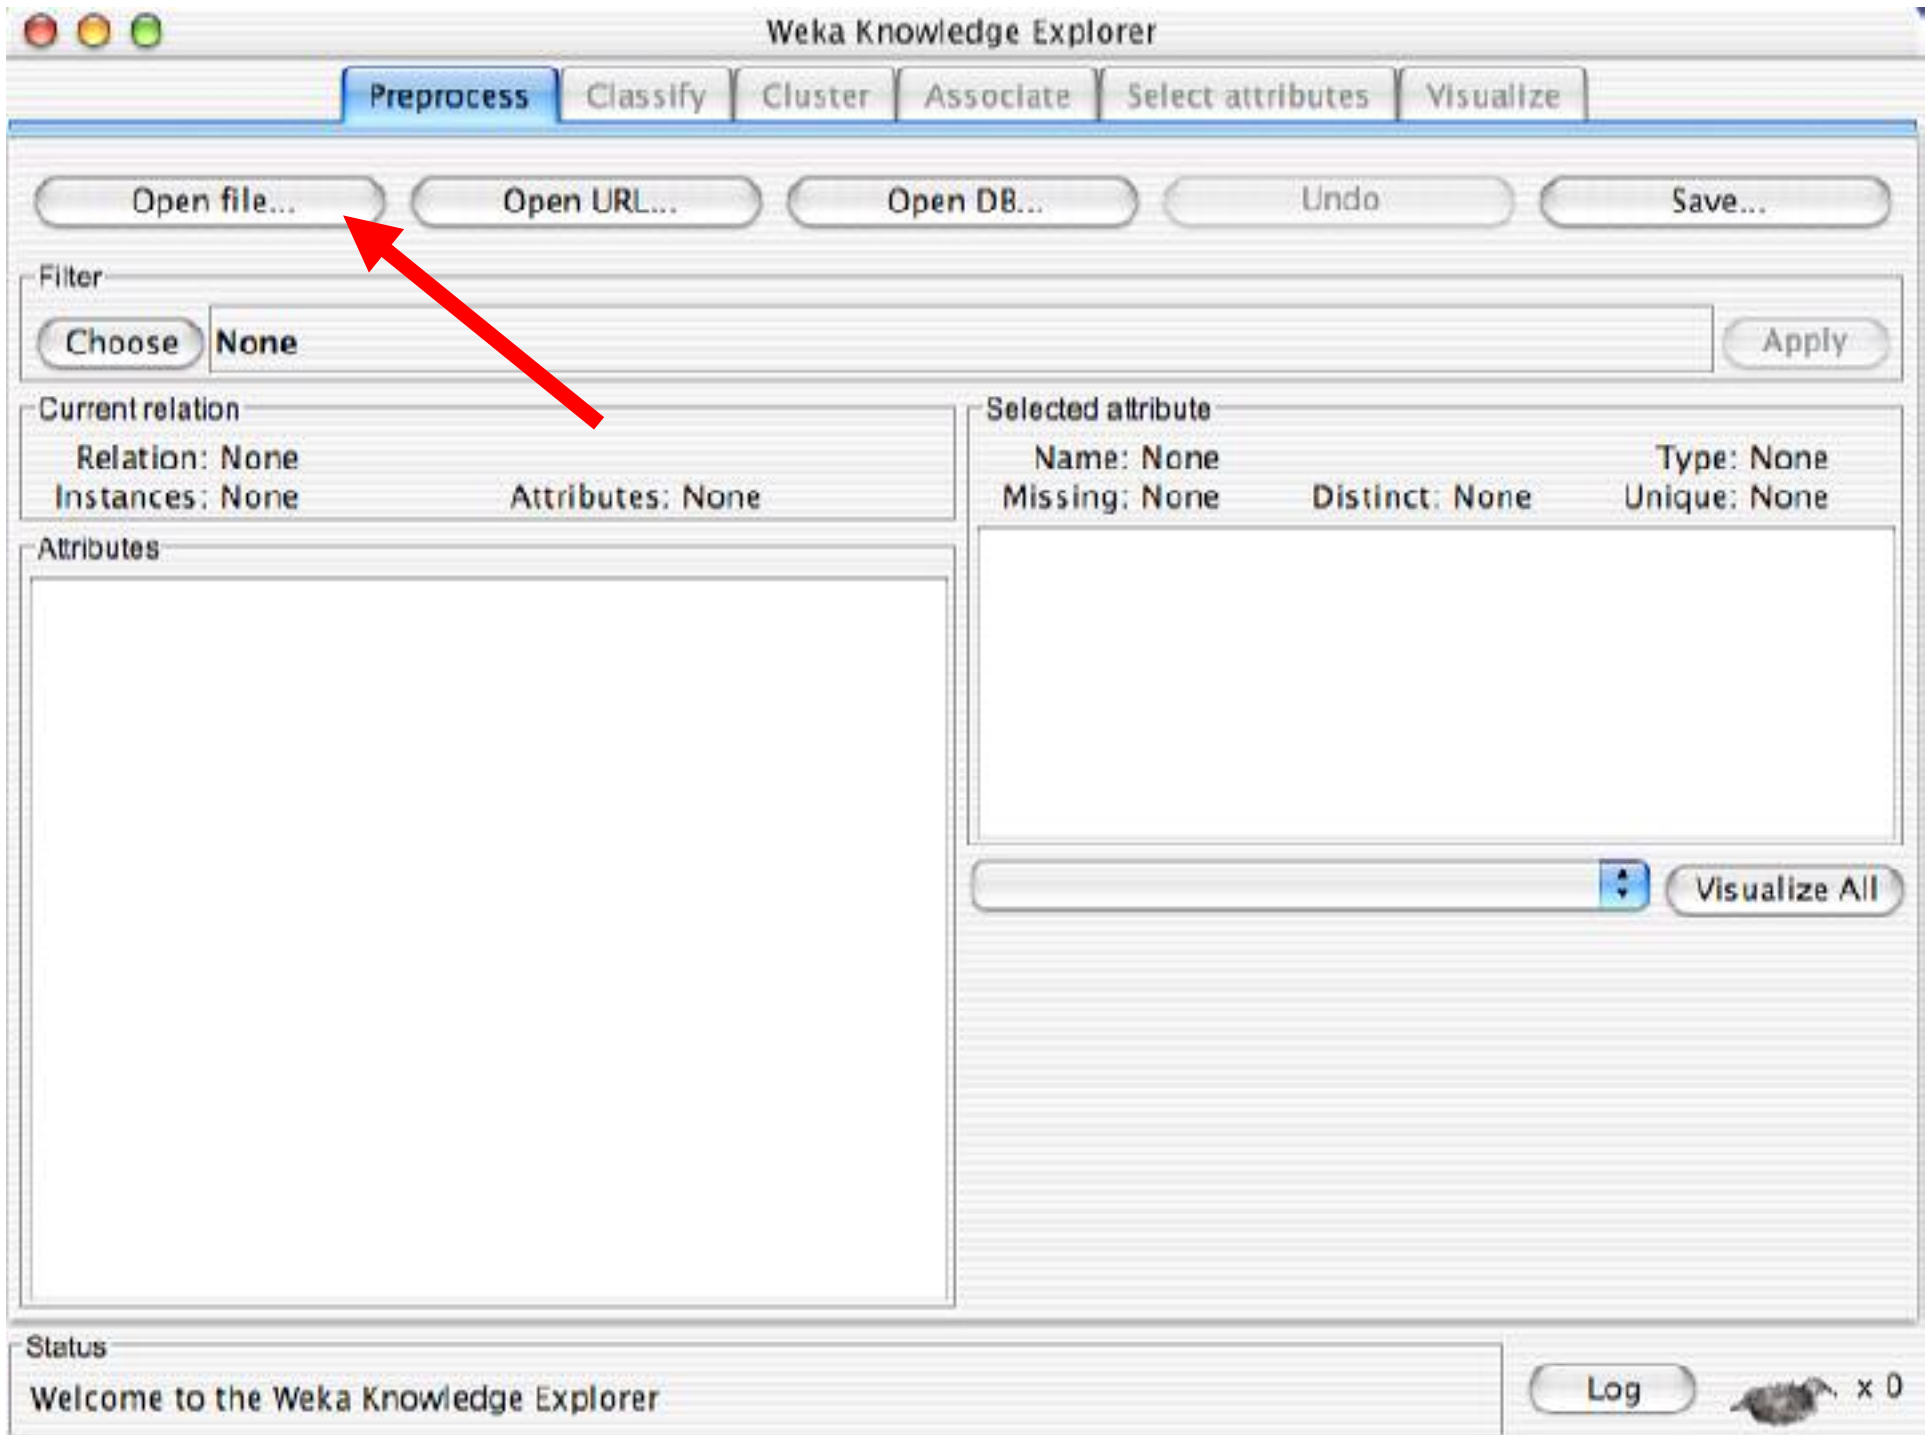 Weka Knowledge Explorer
Preprocess Classify Cluster Associate Select attributes Visualize
Open file... Open URL... Open DB... Undo Save...
Filter
Choose None Apply
Current relation
Relation: None
Instances: None Attributes: None
Selected attribute
Name: None Type: None
Missing: None Distinct: None Unique: None
Attributes
Visualize All
Status
Welcome to the Weka Knowledge Explorer
Log x 0